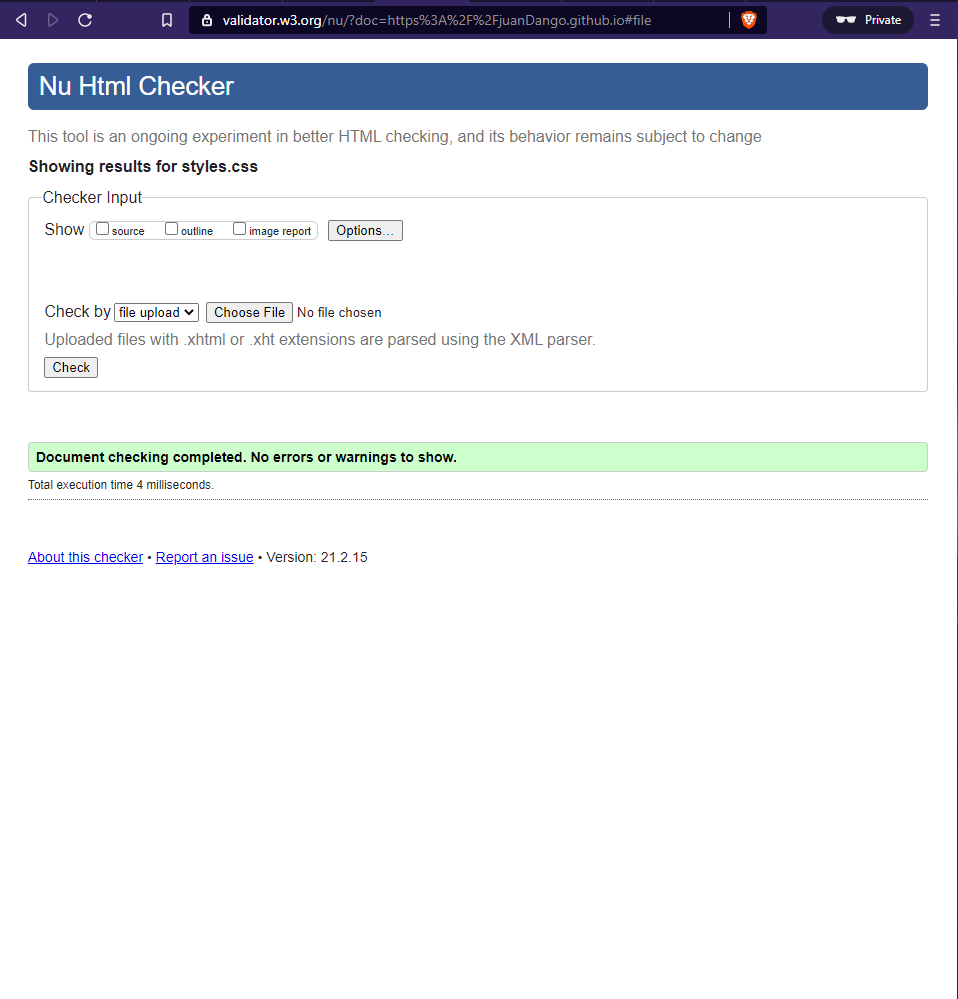 validator.w3.org/nu/?doc=https%3A%2F%2FjuanDango.github.io#file Private
Nu Html Checker
This tool is an ongoing experiment in better HTML checking, and its behavior remains subject to change
Showing results for styles.css
Checker Input
Show source outline image report Options...
Check by file upload Choose File No file chosen
Uploaded files with .xhtml or .xht extensions are parsed using the XML parser.
Check
Document checking completed. No errors or warnings to show.
Total execution time 4 milliseconds.
About this checker • Report an issue • Version: 21.2.15